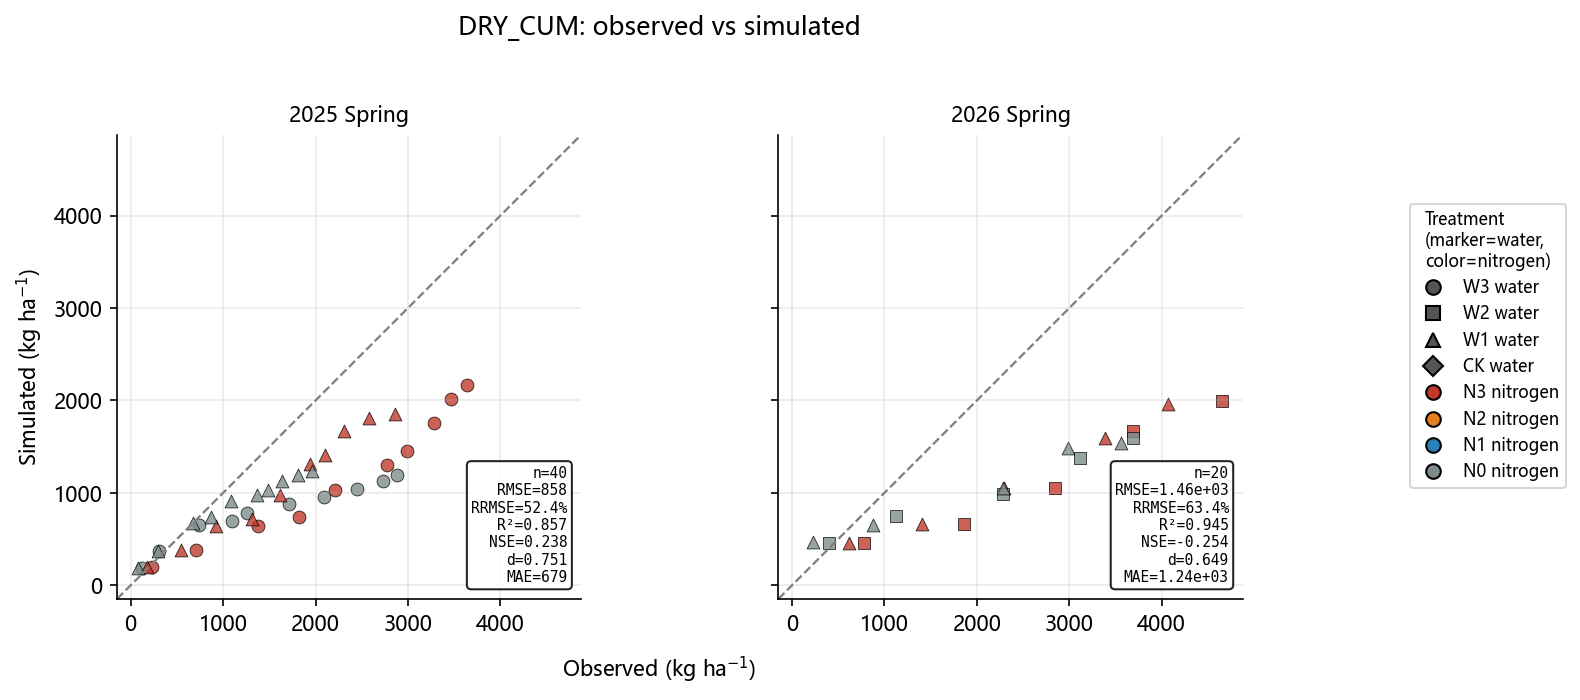 DRY_CUM: observed vs simulated
2025 Spring
2026 Spring
Simulated (kg ha⁻¹)
4000
3000
2000
1000
0
0
1000
2000
3000
4000
n=40
RMSE=858
RRMSE=52.4%
R²=0.857
NSE=0.238
d=0.751
MAE=679
0
1000
2000
3000
4000
n=20
RMSE=1.46e+03
RRMSE=63.4%
R²=0.945
NSE=-0.254
d=0.649
MAE=1.24e+03
Observed (kg ha⁻¹)
Treatment
(marker=water,
color=nitrogen)
W3 water
W2 water
W1 water
CK water
N3 nitrogen
N2 nitrogen
N1 nitrogen
N0 nitrogen